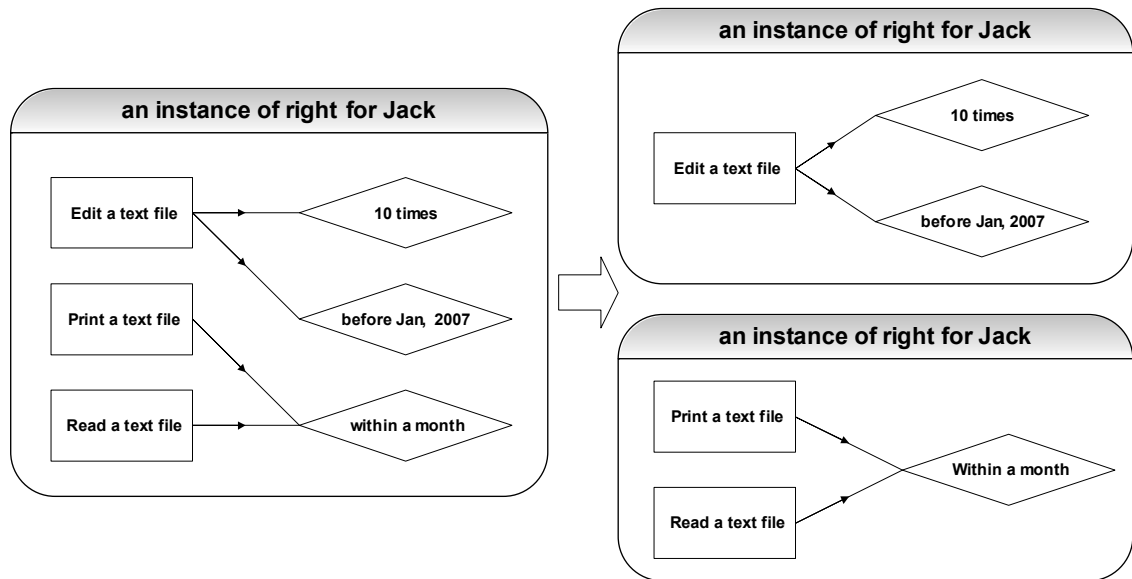 an instance of right for Jack
Edit a text file
10 times
before Jan, 2007
Print a text file
Read a text file
within a month
an instance of right for Jack
Edit a text file
10 times
before Jan, 2007
an instance of right for Jack
Print a text file
Within a month
Read a text file